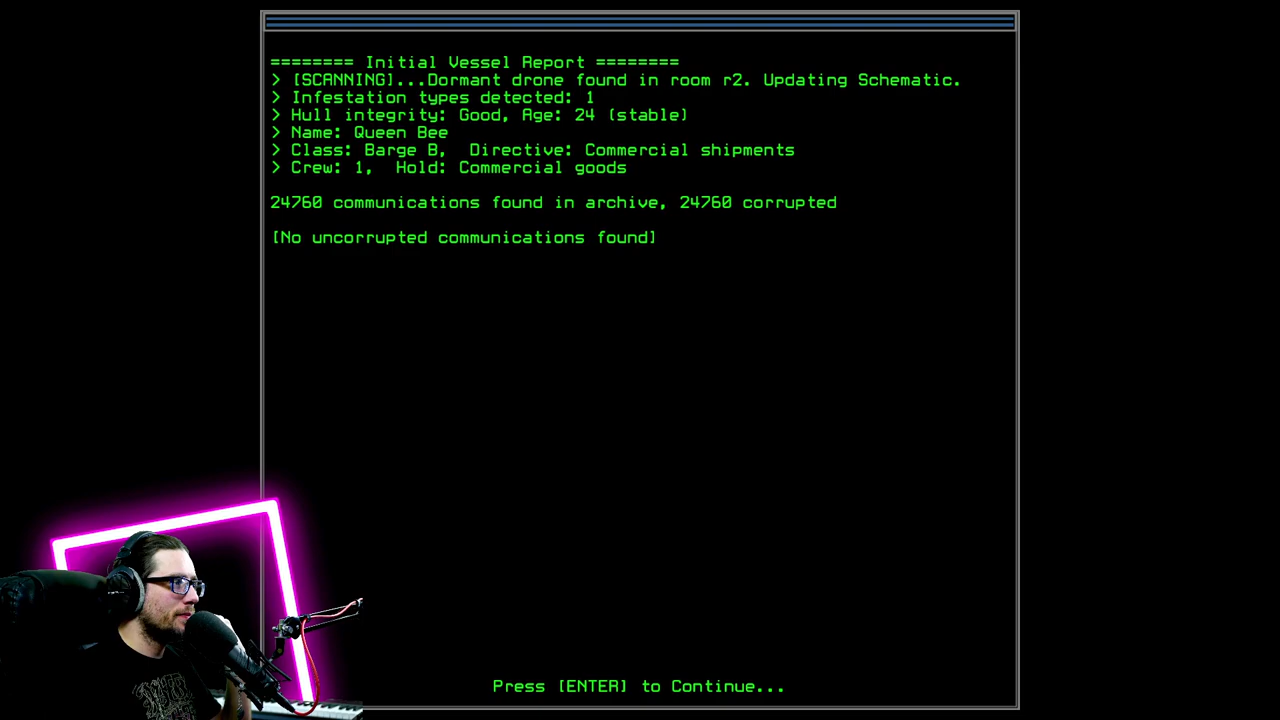 ======== Initial Vessel Report ========
> [SCANNING]...Dormant drone found in room r2. Updating Schematic.
> Infestation types detected: 1
> Hull integrity: Good, Age: 24 (stable)
> Name: Queen Bee
> Class: Barge B,  Directive: Commercial shipments
> Crew: 1,  Hold: Commercial goods
24760 communications found in archive, 24760 corrupted
[No uncorrupted communications found]
Press [ENTER] to Continue...